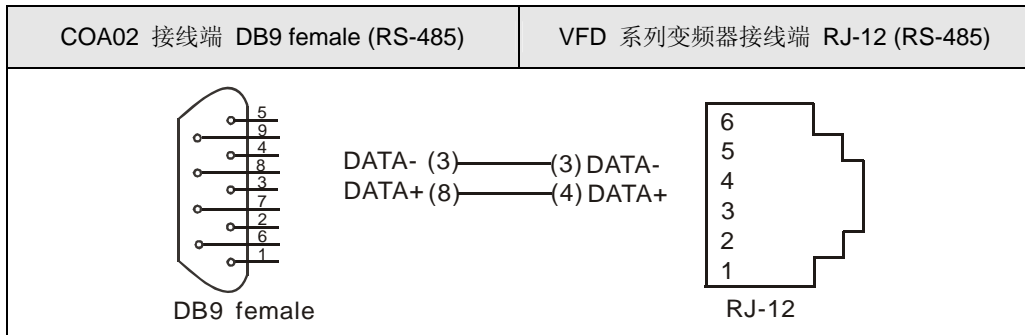 COA02 接线端 DB9 female (RS-485)
VFD 系列变频器接线端 RJ-12 (RS-485)
5
9
4
8
3
7
2
6
1
DB9 female
DATA- (3) (3) DATA-
DATA+ (8) (4) DATA+
6
5
4
3
2
1
RJ-12